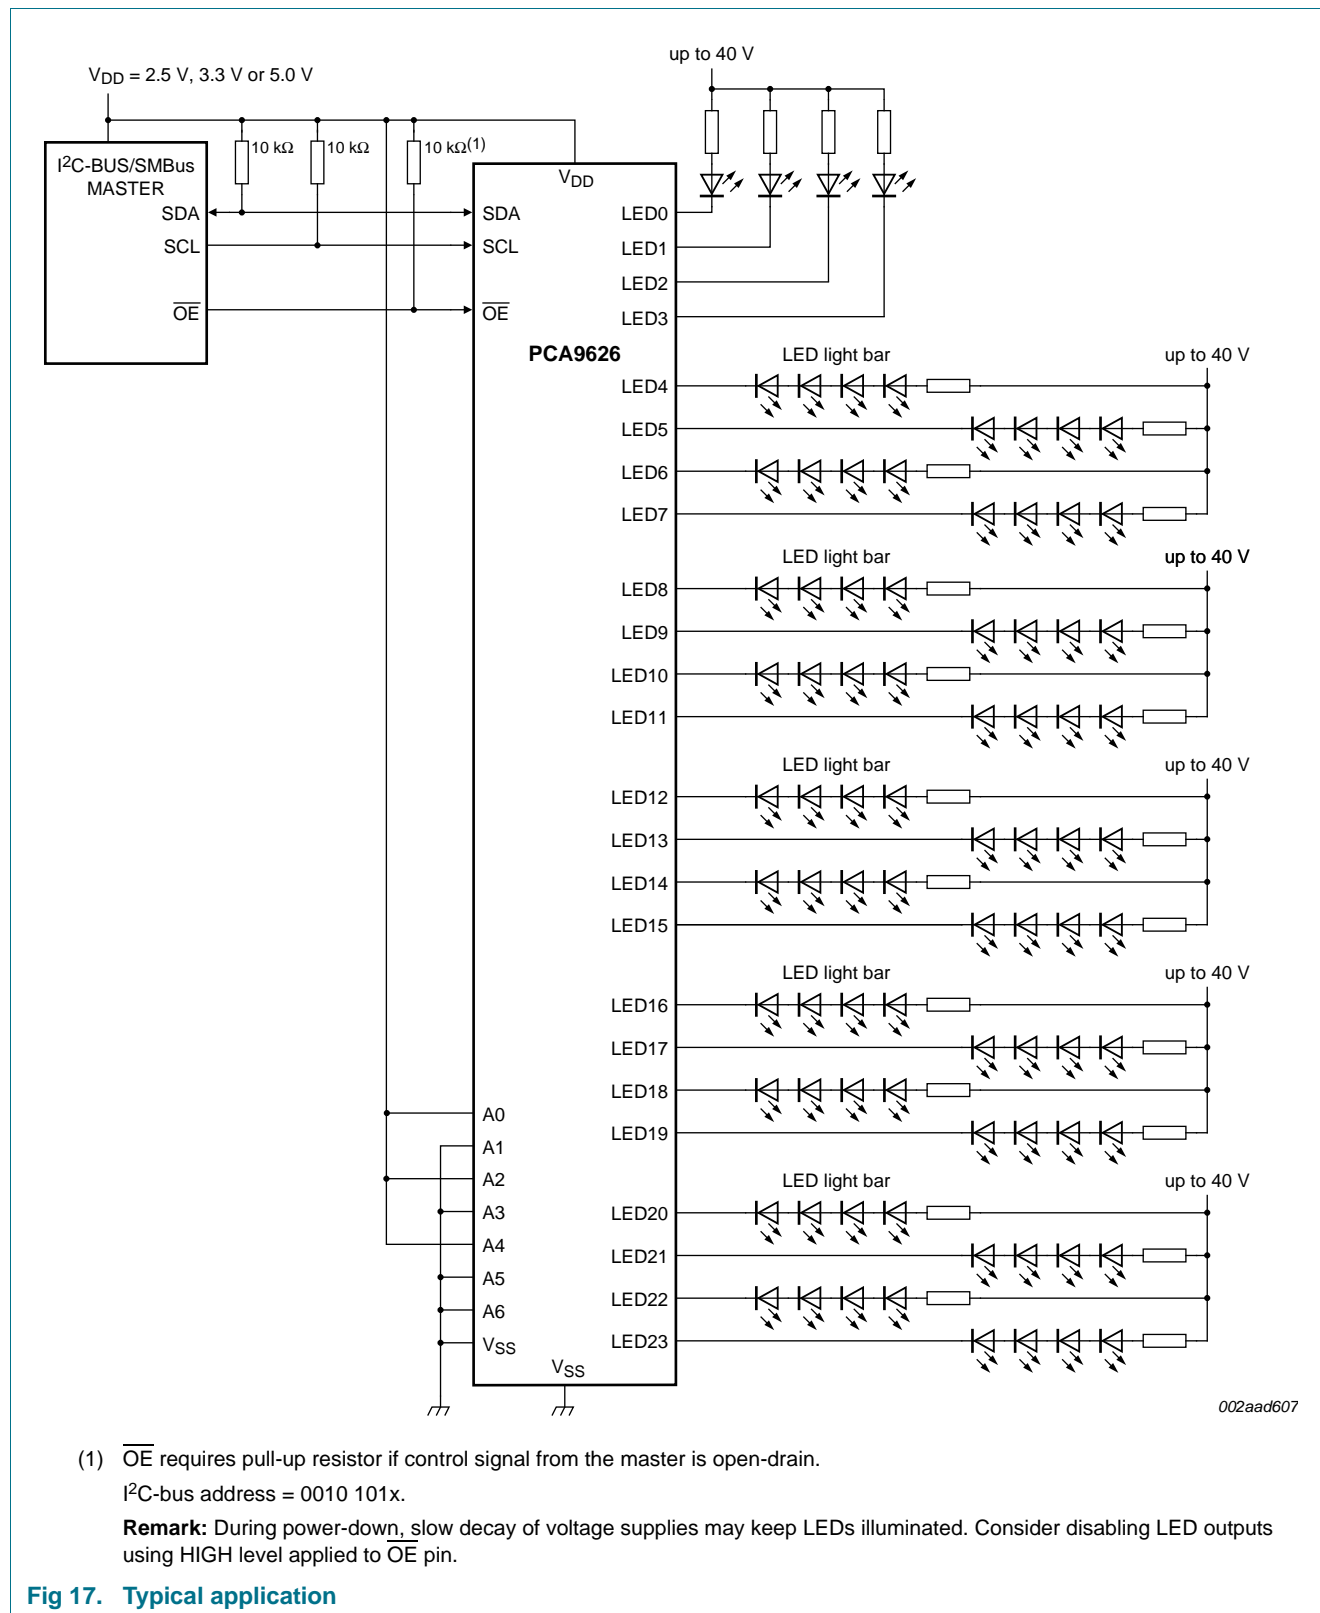 up to 40 V
VDD = 2.5 V, 3.3 V or 5.0 V
10 kΩ
10 kΩ
10 kΩ(1)
I2C-BUS/SMBus
MASTER
SDA
SCL
OE
VDD
SDA
SCL
OE
PCA9626
LED0
LED1
LED2
LED3
LED light bar
up to 40 V
LED4
LED5
LED6
LED7
LED light bar
up to 40 V
LED8
LED9
LED10
LED11
LED light bar
up to 40 V
LED12
LED13
LED14
LED15
LED light bar
up to 40 V
LED16
LED17
LED18
LED19
LED light bar
up to 40 V
LED20
LED21
LED22
LED23
A0
A1
A2
A3
A4
A5
A6
VSS
VSS
002aad607
(1) OE requires pull-up resistor if control signal from the master is open-drain.
I2C-bus address = 0010 101x.
Remark: During power-down, slow decay of voltage supplies may keep LEDs illuminated. Consider disabling LED outputs
using HIGH level applied to OE pin.
Fig 17. Typical application